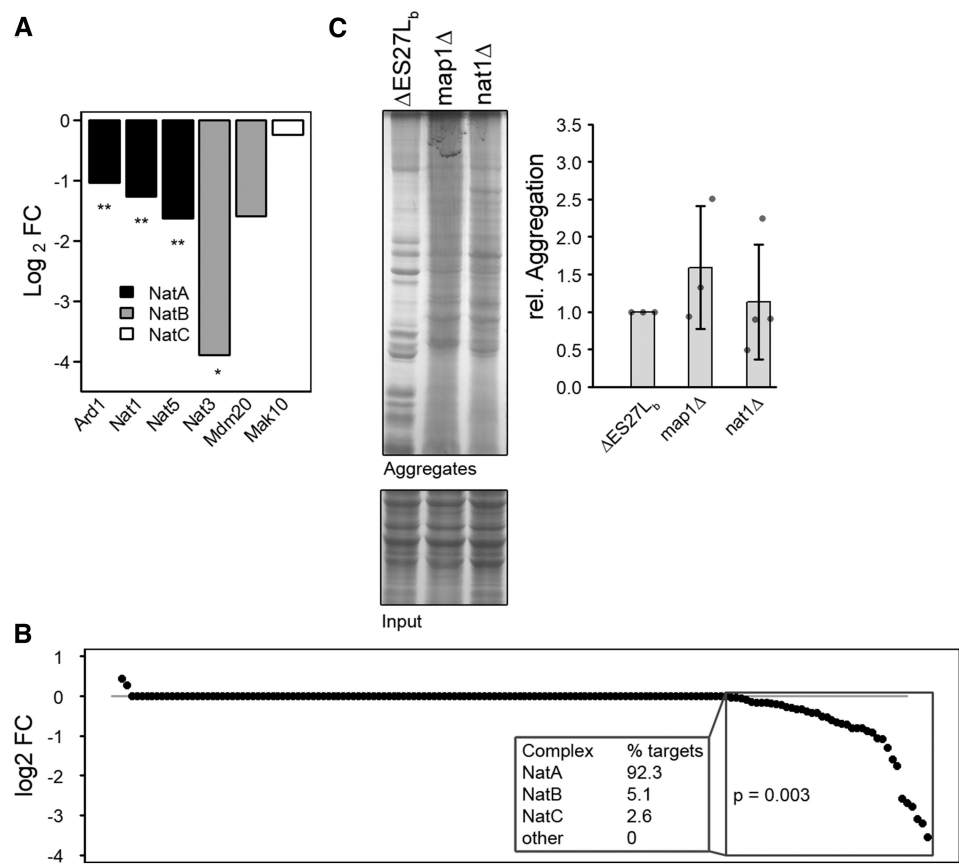 A
Log 2 FC
0
-1
-2
-3
-4
**
**
**
*
NatA
NatB
NatC
Ard1
Nat1
Nat5
Nat3
Mdm20
Mak10
C
ΔES27Lb
map1Δ
nat1Δ
Aggregates
Input
rel. Aggregation
3.5
3.0
2.5
2.0
1.5
1.0
0.5
0.0
ΔES27Lb
map1Δ
nat1Δ
B
log2 FC
1
0
-1
-2
-3
-4
Complex % targets
NatA 92.3
NatB 5.1
NatC 2.6
other 0
p = 0.003